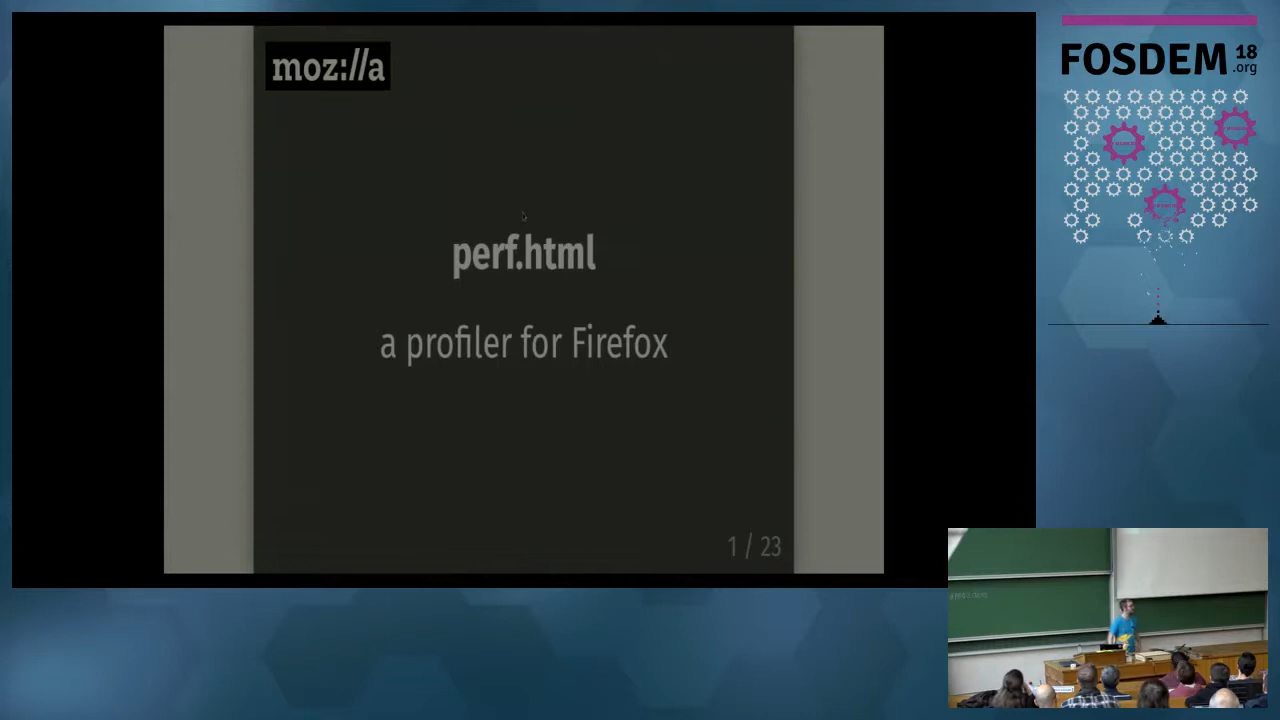 moz://a
perf.html
a profiler for Firefox
1 / 23
FOSDEM 18
.org